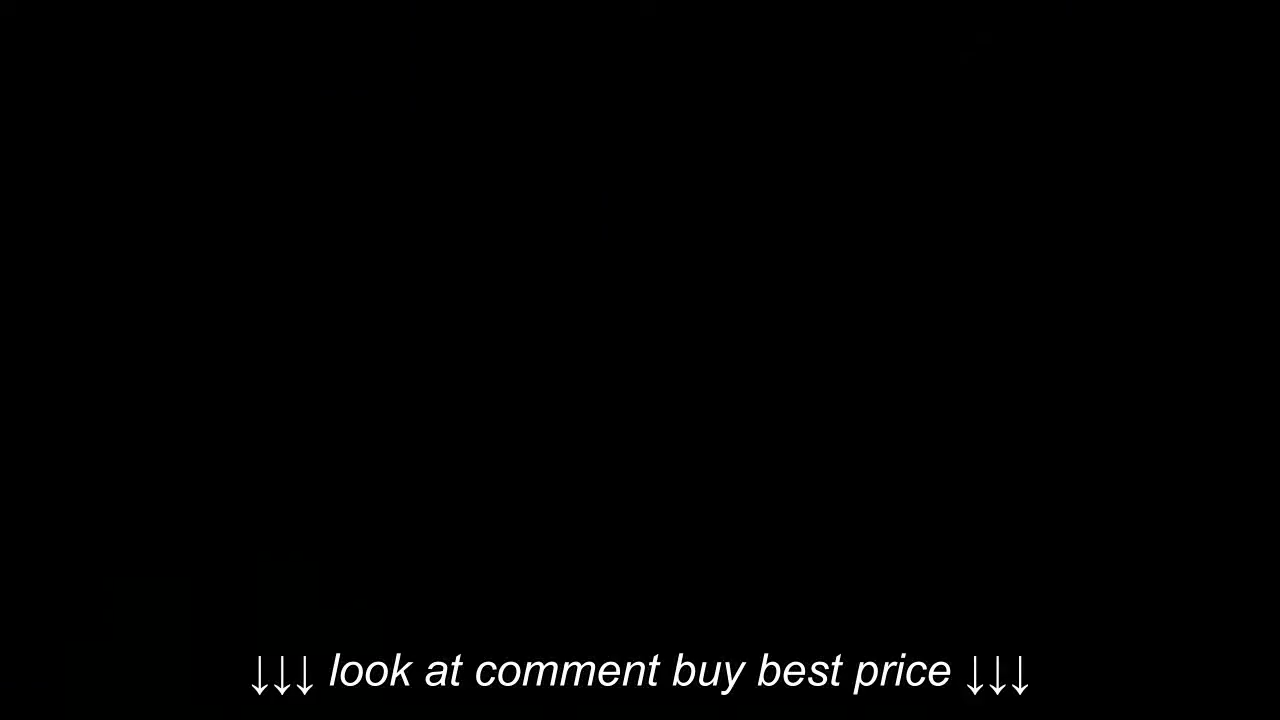 ↓↓↓ look at comment buy best price ↓↓↓